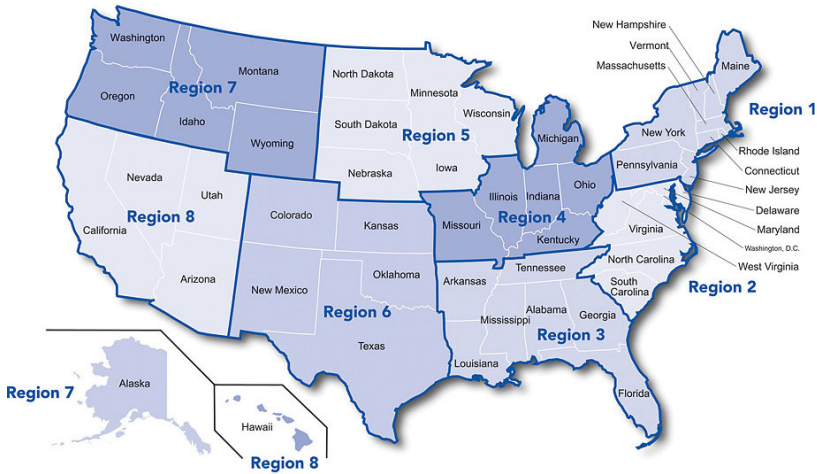 New Hampshire
Vermont
Massachusetts
Maine
Washington
Montana
North Dakota
Minnesota
Region 7
Oregon
Idaho
Wyoming
South Dakota
Region 5
Wisconsin
Michigan
Region 1
New York
Rhode Island
Connecticut
Pennsylvania
New Jersey
Nevada
Utah
Nebraska
Iowa
Illinois
Indiana
Ohio
Delaware
Maryland
Region 8
California
Colorado
Kansas
Missouri
Region 4
Kentucky
Virginia
Washington, D.C.
West Virginia
Arizona
New Mexico
Oklahoma
Arkansas
Tennessee
North Carolina
South
Carolina
Region 2
Region 6
Texas
Mississippi
Alabama
Georgia
Region 3
Louisiana
Florida
Region 7
Alaska
Hawaii
Region 8